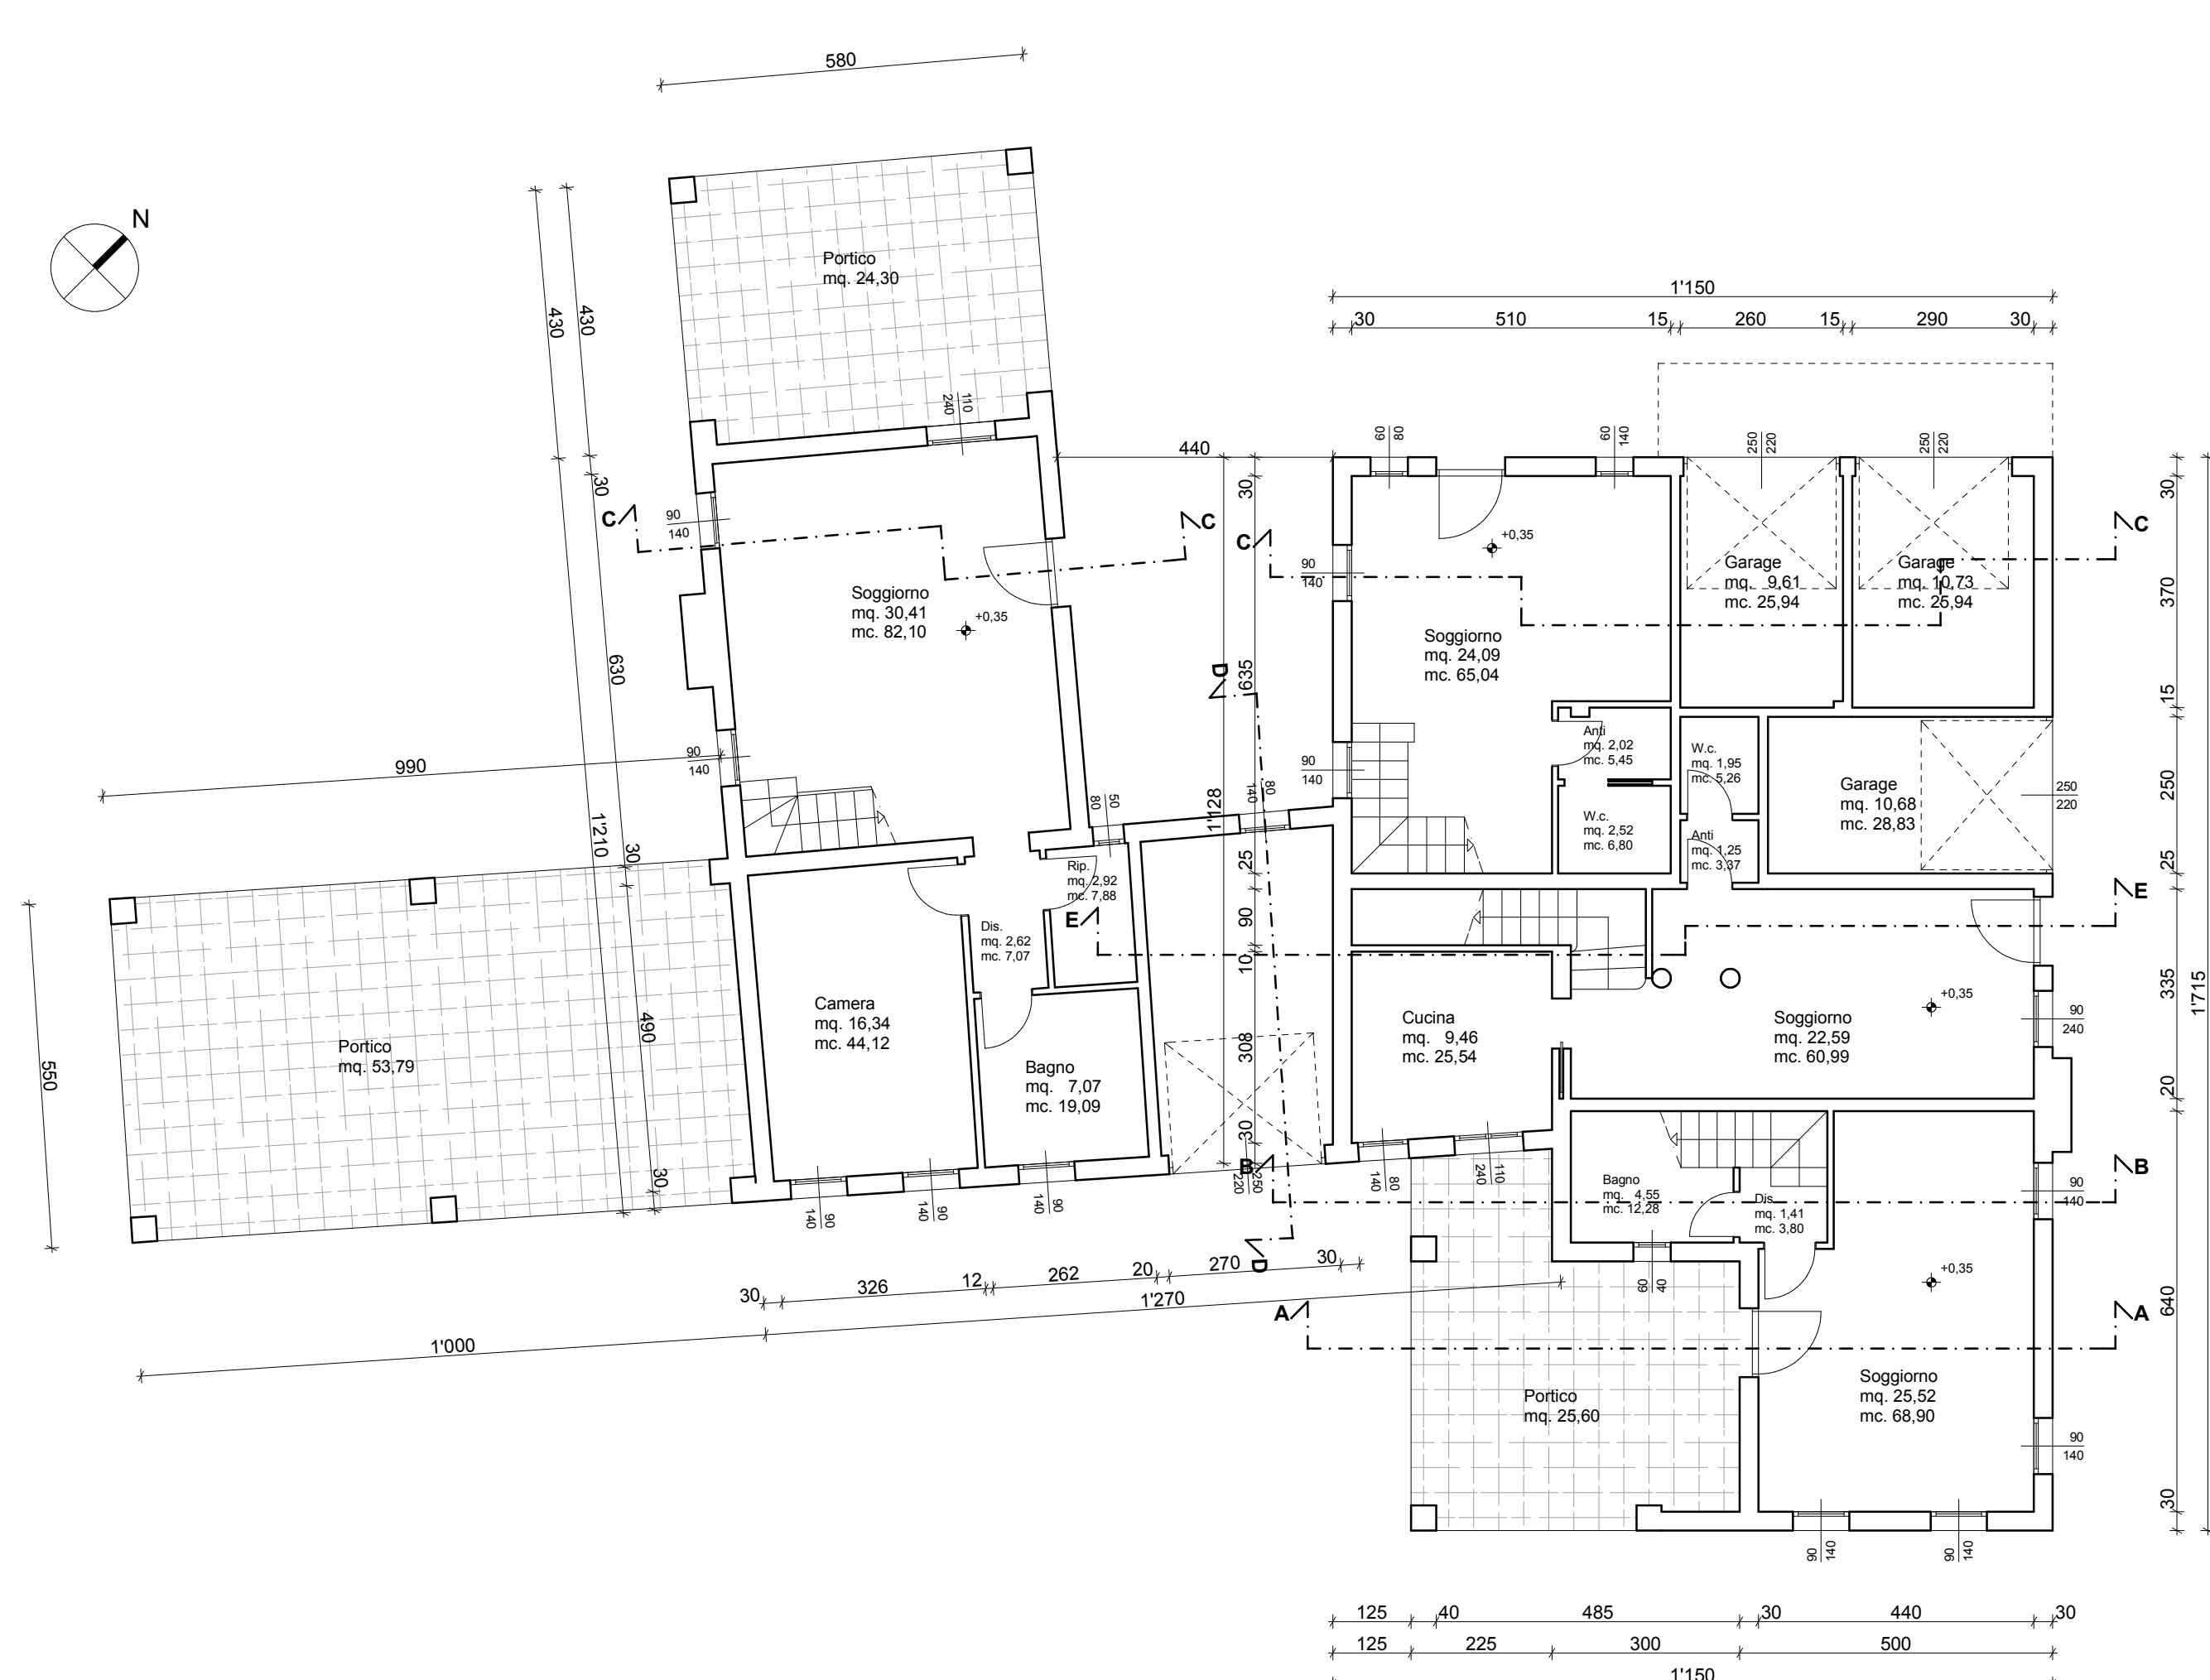 580
N
430
430
Portico
mq. 24,30
1'150
30
510
15
260
15
290
30
240
110
440
60
80
60
140
250
220
250
220
30
30
30
C
90
140
C
C
C
+0,35
90
140
Garage
mq. 9,61
mc. 25,94
Garage
mq. 10,73
mc. 25,94
370
Soggiorno
mq. 30,41
mc. 82,10
+0,35
Soggiorno
mq. 24,09
mc. 65,04
630
D
635
15
990
90
140
90
140
Anti
mq. 2,02
mc. 5,45
W.c.
mq. 1,95
mc. 5,26
Garage
mq. 10,68
mc. 28,83
250
220
250
80
50
140
80
1'128
1'210
30
W.c.
mq. 2,52
mc. 6,80
Anti
mq. 1,25
mc. 3,37
25
25
Rip.
mq. 2,92
mc. 7,88
E
E
90
Dis.
mq. 2,62
mc. 7,07
10
335
1'715
Camera
mq. 16,34
mc. 44,12
490
Cucina
mq. 9,46
mc. 25,54
+0,35
Soggiorno
mq. 22,59
mc. 60,99
90
240
308
550
Portico
mq. 53,79
Bagno
mq. 7,07
mc. 19,09
20
30
30
B
B
220
250
140
80
240
110
90
140
140
90
140
90
140
90
Bagno
mq. 4,55
mc. 12,28
Dis.
mq. 1,41
mc. 3,80
D
60
40
+0,35
30
326
12
262
20
270
30
1'270
1'000
A
A
640
Portico
mq. 25,60
Soggiorno
mq. 25,52
mc. 68,90
90
140
30
90
140
90
140
125
40
485
30
440
30
125
225
300
500
1'150